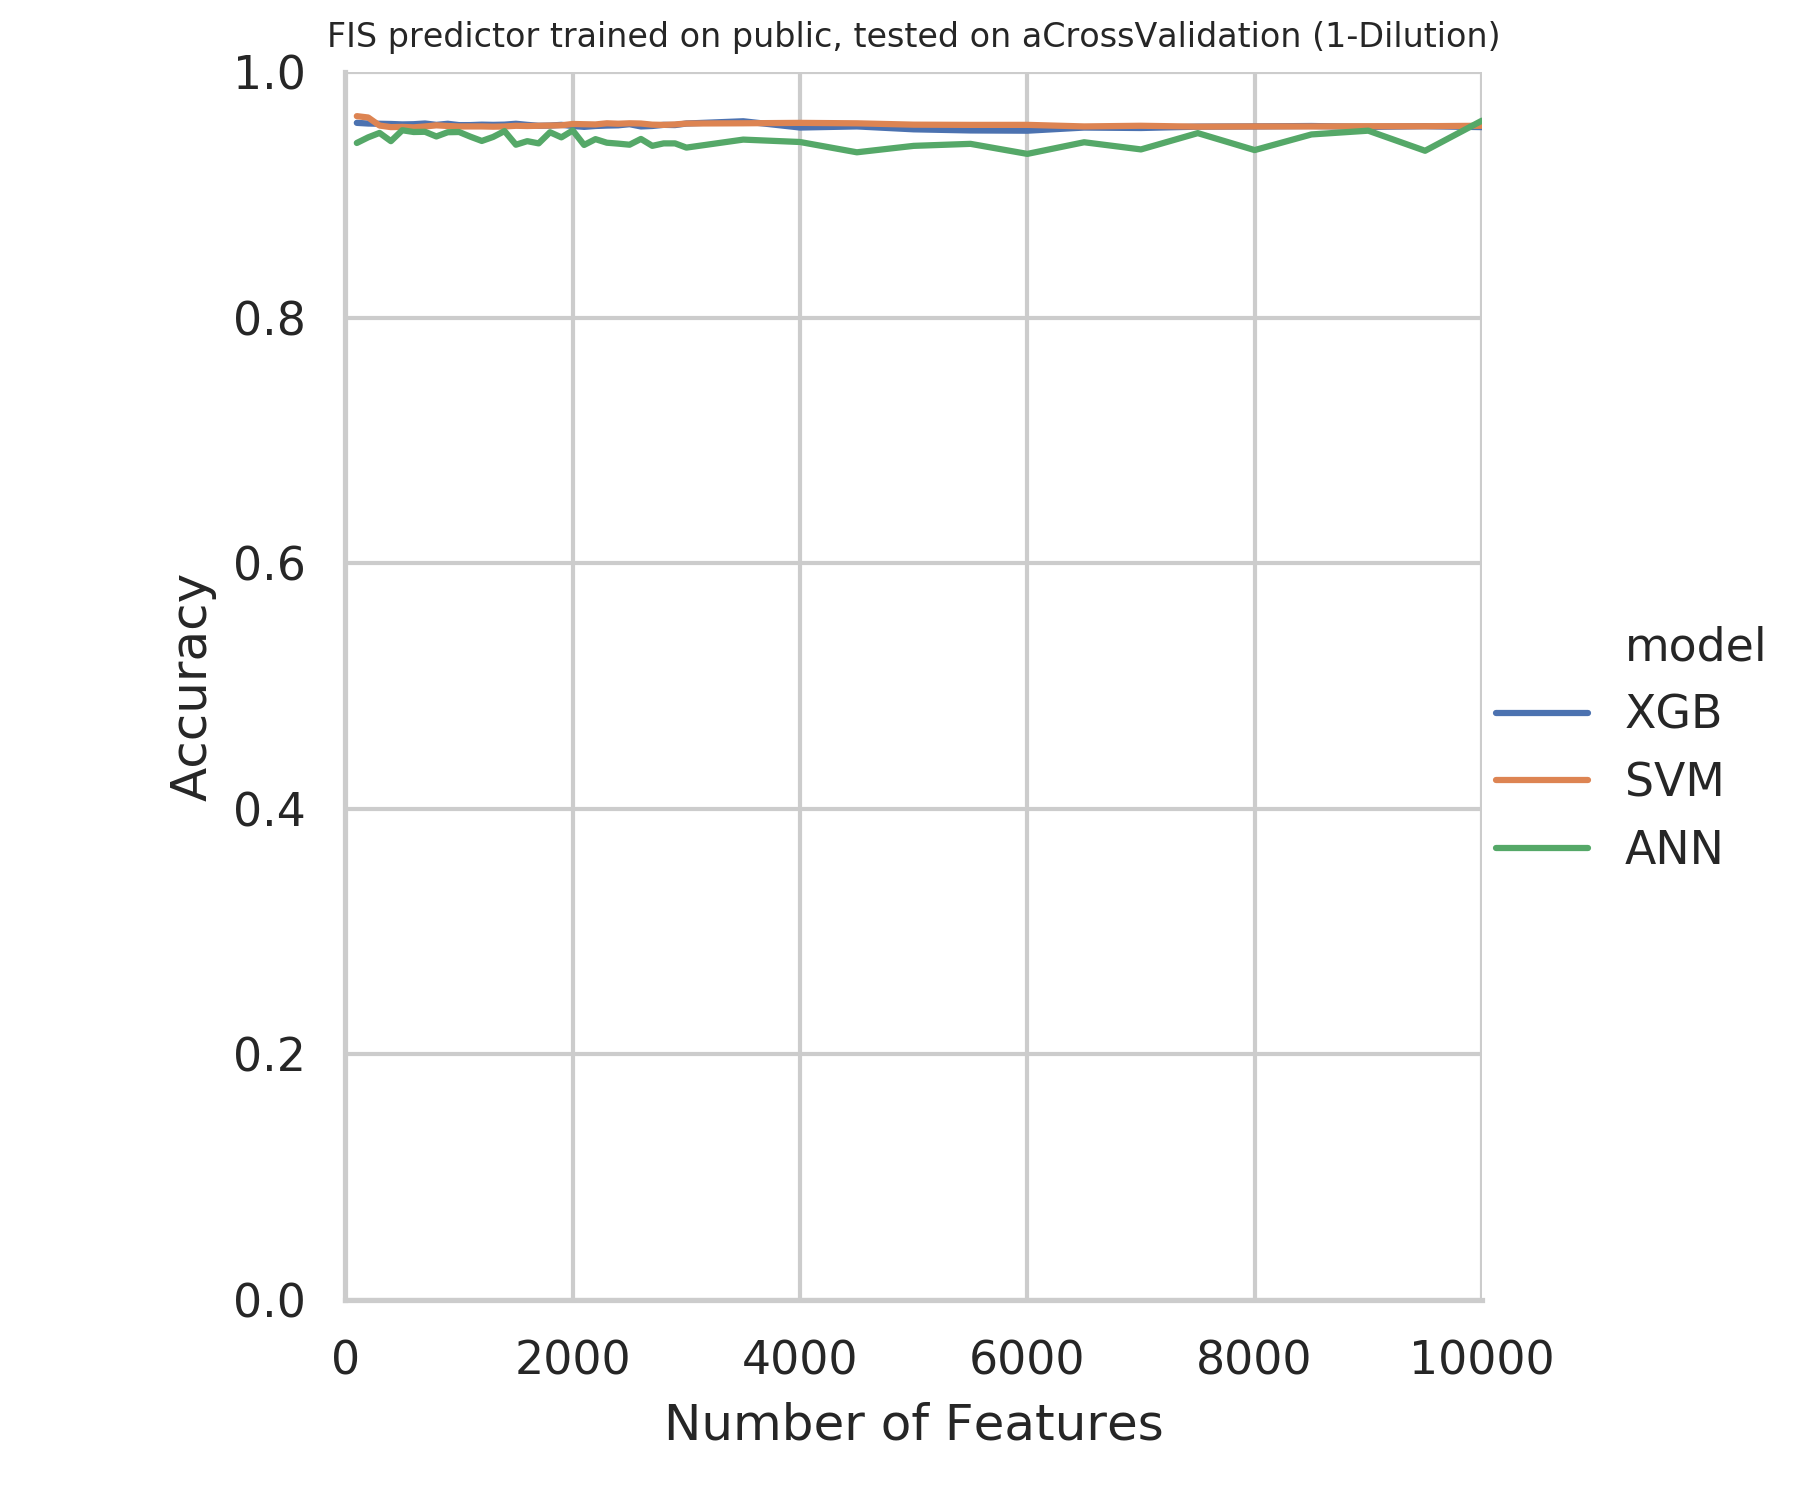 FIS predictor trained on public, tested on aCrossValidation (1-Dilution)
1.0
0.8
0.6
0.4
0.2
0.0
Accuracy
0 2000 4000 6000 8000 10000
Number of Features
model
XGB
SVM
ANN